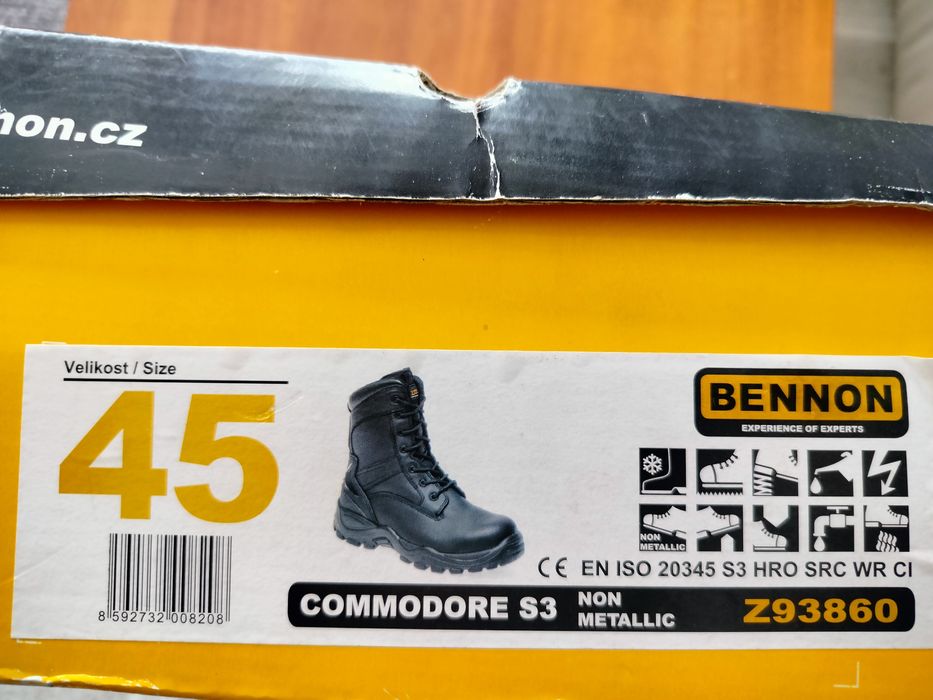 non.cz
Velikost / Size
45
BENNON
EXPERIENCE OF EXPERTS
NON
METALLIC
CE EN ISO 20345 S3 HRO SRC WR CI
COMMODORE S3 NON METALLIC Z93860
8 592732 008208